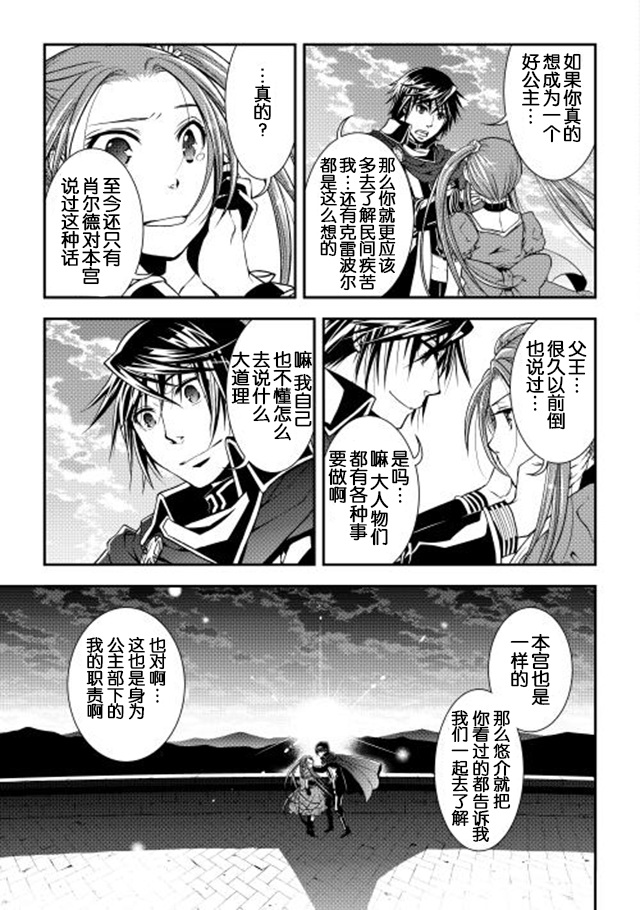 如果你真的
想成为一个
好公主…
那么你就更应该
多去了解民间疾苦
我…还有克雷波尔
都是这么想的
…真的？
至今还只有
肖尔德对本宫
说过这种话
父王…
很久以前倒
也说过…
是吗…
嘛 大人物们
都有各种事
要做啊
嘛 我自己
也不懂怎么
去说什么
大道理
本宫也是
一样的
那么悠介就把
你看过的都告诉我
我们一起去了解
也对啊…
这也是身为
公主部下的
我的职责啊